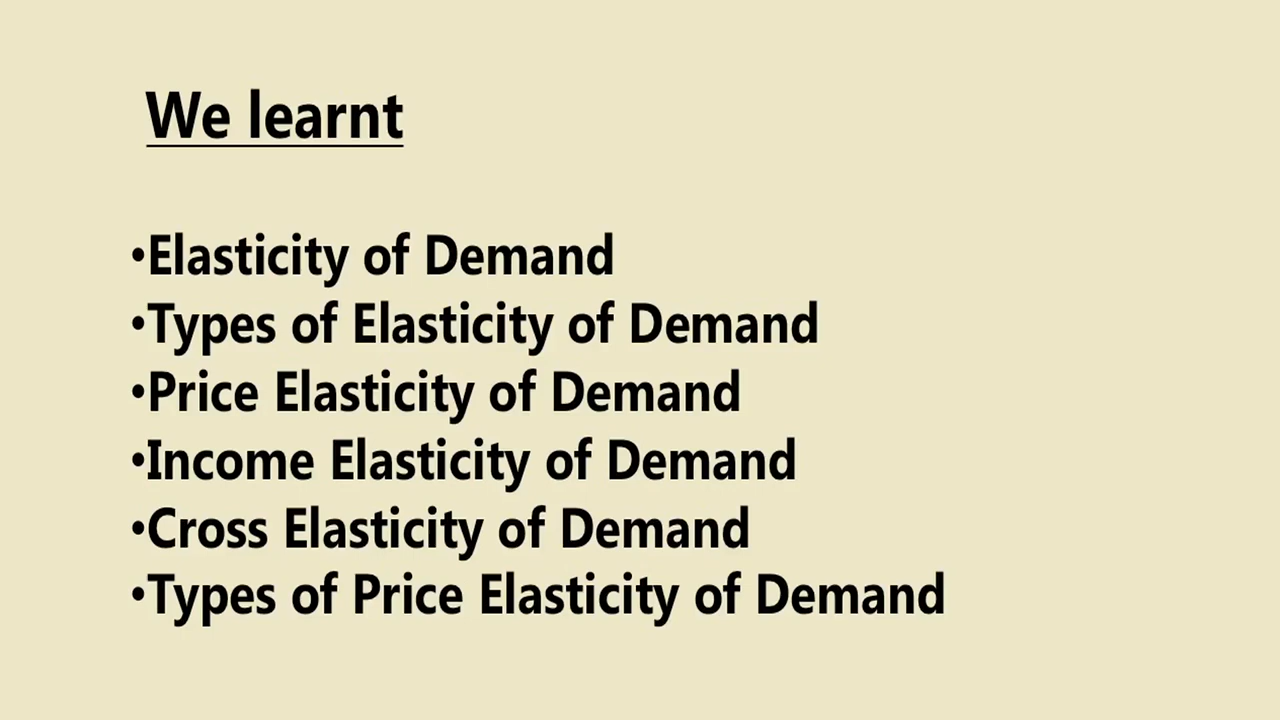 We learnt
•Elasticity of Demand
•Types of Elasticity of Demand
•Price Elasticity of Demand
•Income Elasticity of Demand
•Cross Elasticity of Demand
•Types of Price Elasticity of Demand